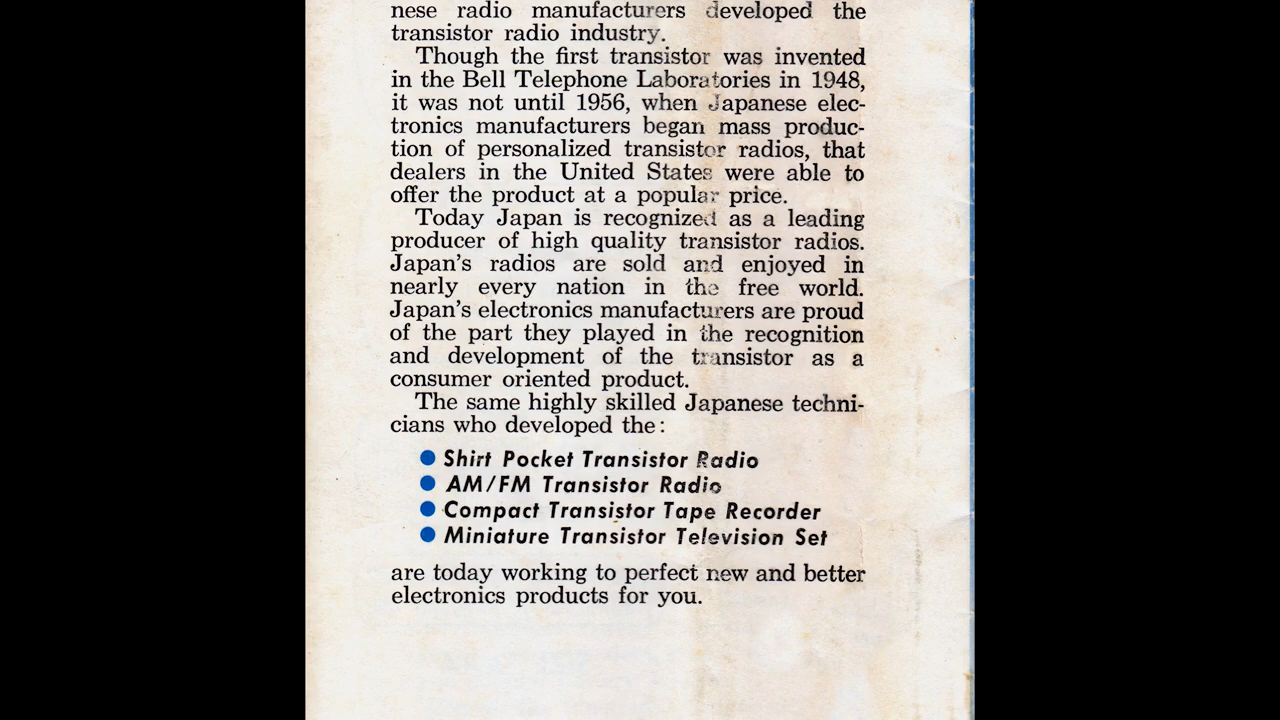 nese radio manufacturers developed the
transistor radio industry.
Though the first transistor was invented
in the Bell Telephone Laboratories in 1948,
it was not until 1956, when Japanese elec-
tronics manufacturers began mass produc-
tion of personalized transistor radios, that
dealers in the United States were able to
offer the product at a popular price.
Today Japan is recognized as a leading
producer of high quality transistor radios.
Japan's radios are sold and enjoyed in
nearly every nation in the free world.
Japan's electronics manufacturers are proud
of the part they played in the recognition
and development of the transistor as a
consumer oriented product.
The same highly skilled Japanese techni-
cians who developed the:
● Shirt Pocket Transistor Radio
● AM/FM Transistor Radio
● Compact Transistor Tape Recorder
● Miniature Transistor Television Set
are today working to perfect new and better
electronics products for you.